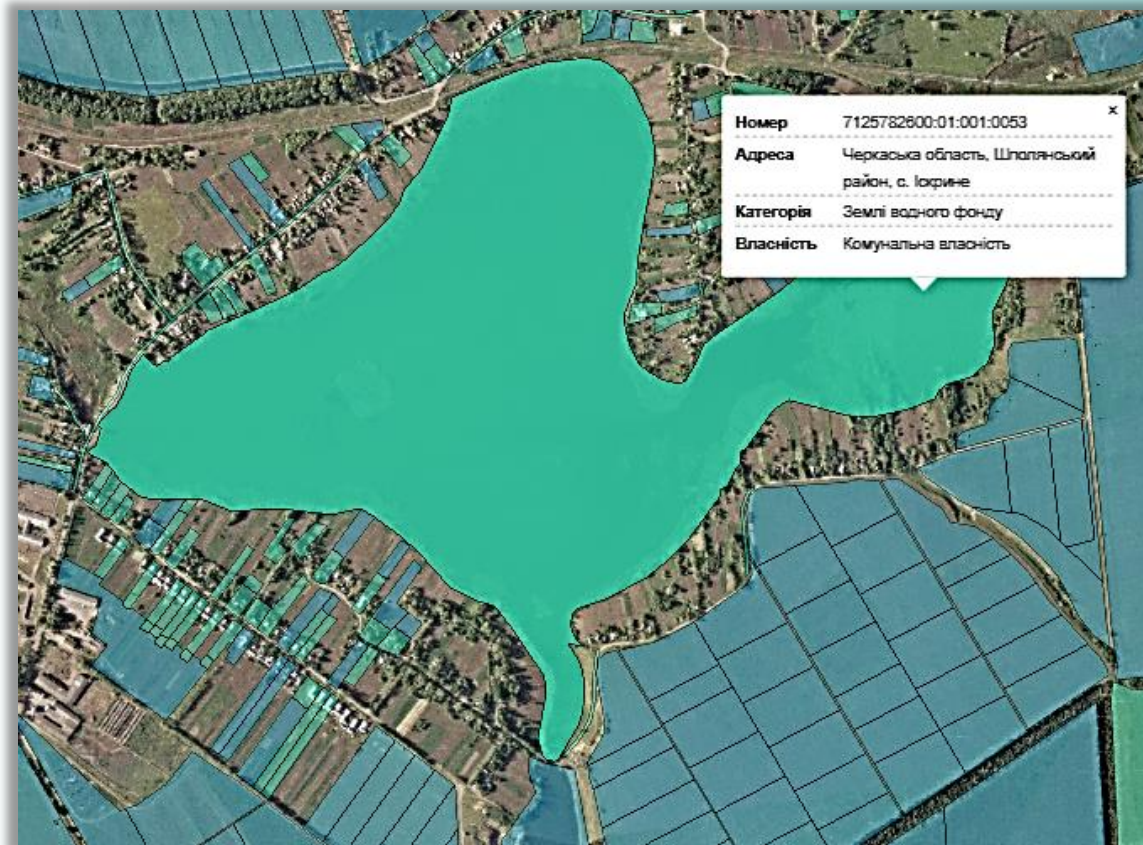 x
Номер 7125782600:01:001:0053
Адреса Черкаська область, Шполянський
район, с. Іскрине
Категорія Землі водного фонду
Власність Комунальна власність